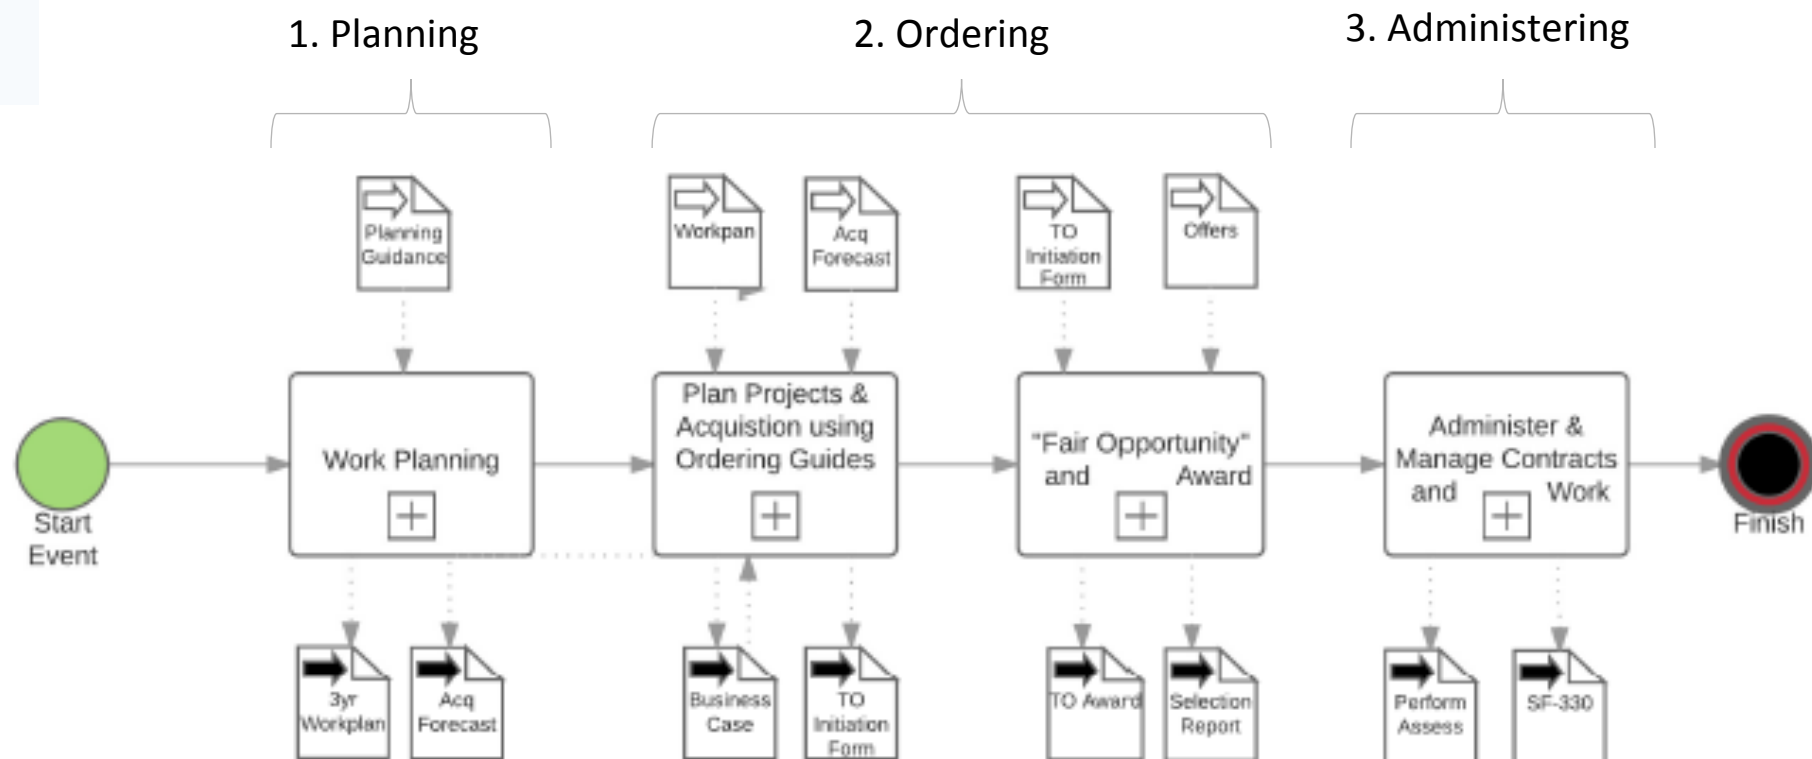 1. Planning
2. Ordering
3. Administering
Planning
Guidance
Workpan
Acq
Forecast
TO
Initiation
Form
Offers
Start
Event
Work Planning
Plan Projects &
Acquistion using
Ordering Guides
"Fair Opportunity"
and Award
Administer &
Manage Contracts
and Work
Finish
3yr
Workplan
Acq
Forecast
Business
Case
TO
Initiation
Form
TO Award
Selection
Report
Perform
Assess
SF-330